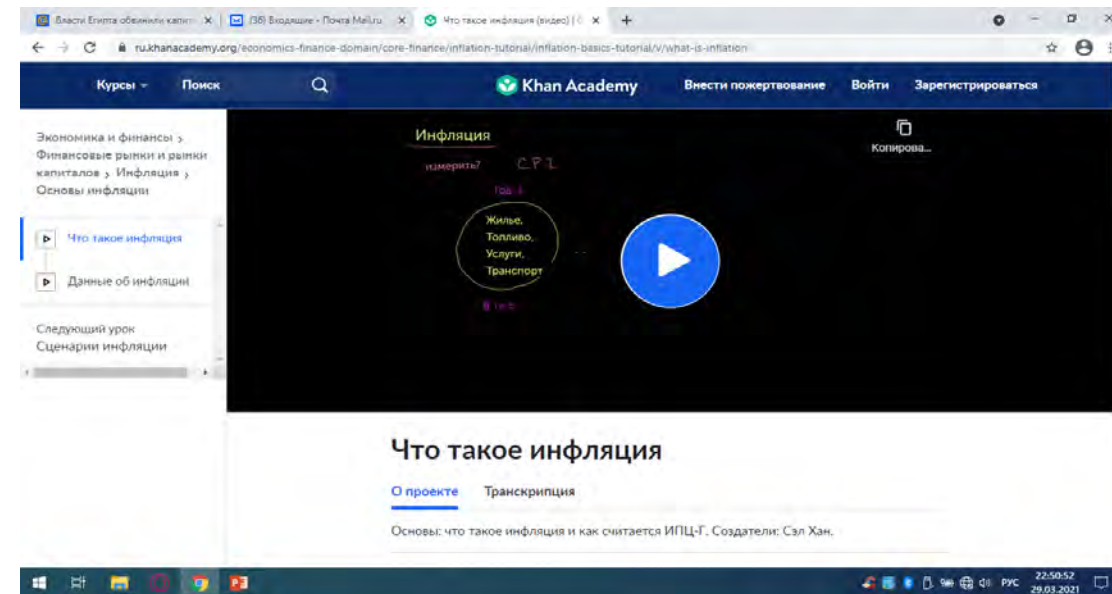 Власти Египта обвинили капит
(36) Входящие - Почта Mail.ru
Что такое инфляция (видео) |
ru.khanacademy.org/economics-finance-domain/core-finance/inflation-tutorial/inflation-basics-tutorial/v/what-is-inflation
Курсы
Поиск
Khan Academy
Внести пожертвование
Войти
Зарегистрироваться
Экономика и финансы >
Финансовые рынки и рынки
капиталов > Инфляция >
Основы инфляции
Что такое инфляция
Данные об инфляции
Следующий урок
Сценарии инфляции
Инфляция
измерить? CPI
Год 1
Жилье,
Топливо,
Услуги,
Транспорт
Копирова...
Что такое инфляция
О проекте
Транскрипция
Основы: что такое инфляция и как считается ИПЦ-Г. Создатели: Сэл Хан.
РУС
22:50:52
29.03.2021